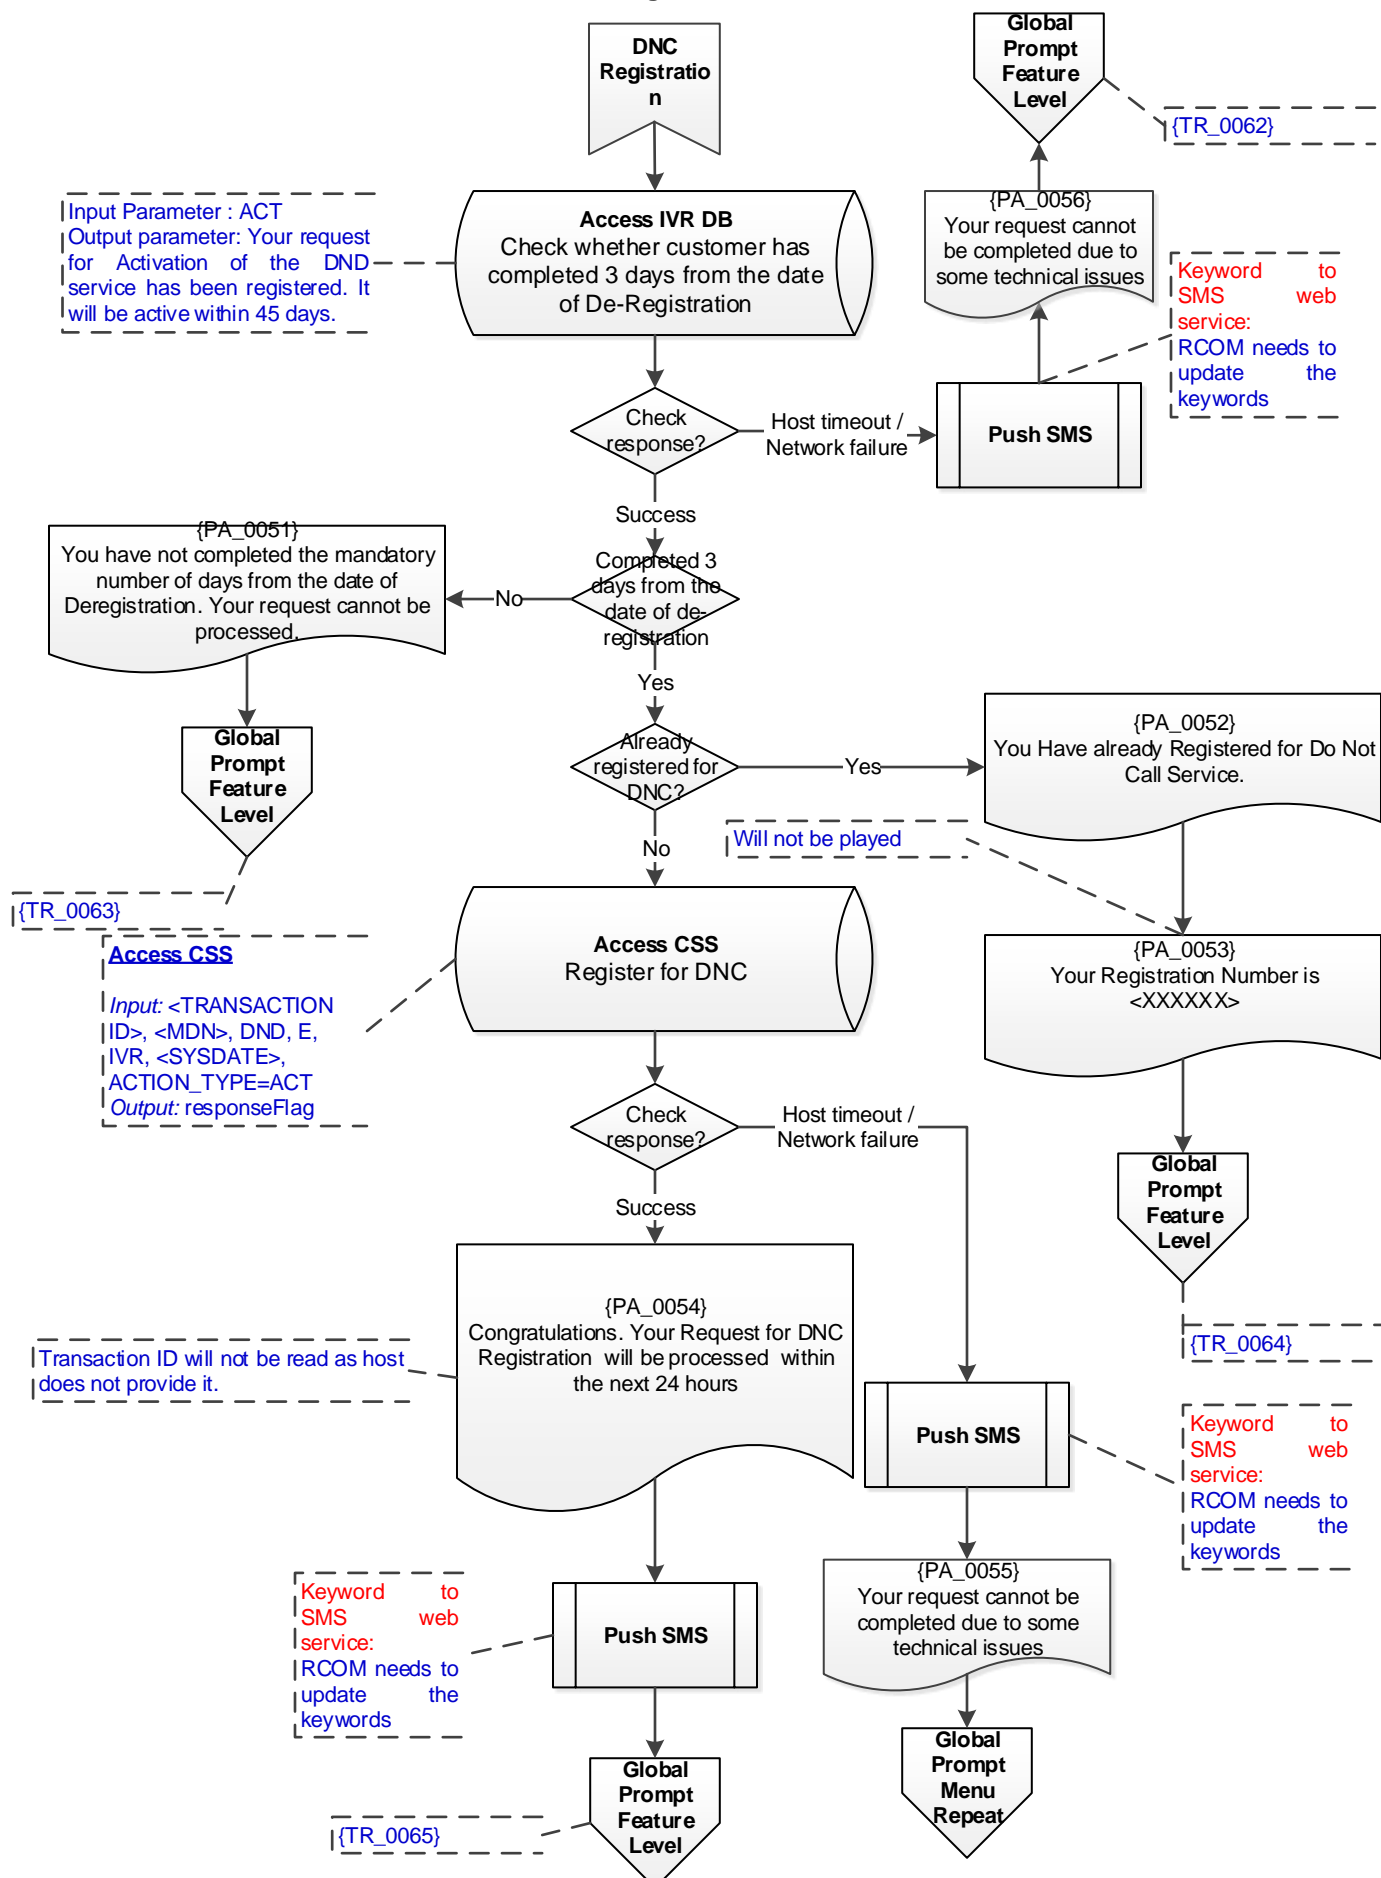 DNC
Registratio
n
Global
Prompt
Feature
Level
{TR_0062}
Input Parameter : ACT
Output parameter: Your request
for Activation of the DND
service has been registered. It
will be active within 45 days.
Access IVR DB
Check whether customer has
completed 3 days from the date
of De-Registration
{PA_0056}
Your request cannot
be completed due to
some technical issues
Keyword to
SMS web
service:
RCOM needs to
update the
keywords
Check
response?
Host timeout /
Network failure
Push SMS
Success
{PA_0051}
You have not completed the mandatory
number of days from the date of
Deregistration. Your request cannot be
processed.
No
Completed 3
days from the
date of de-
registration
Yes
Global
Prompt
Feature
Level
{TR_0063}
Already
registered for
DNC?
Yes
{PA_0052}
You Have already Registered for Do Not
Call Service.
No
Will not be played
Access CSS
Input: <TRANSACTION
ID>, <MDN>, DND, E,
IVR, <SYSDATE>,
ACTION_TYPE=ACT
Output: responseFlag
Access CSS
Register for DNC
{PA_0053}
Your Registration Number is
<XXXXXX>
Check
response?
Host timeout /
Network failure
Global
Prompt
Feature
Level
{TR_0064}
Success
{PA_0054}
Congratulations. Your Request for DNC
Registration will be processed within
the next 24 hours
Transaction ID will not be read as host
does not provide it.
Push SMS
Keyword to
SMS web
service:
RCOM needs to
update the
keywords
{PA_0055}
Your request cannot be
completed due to some
technical issues
Keyword to
SMS web
service:
RCOM needs to
update the
keywords
Push SMS
Global
Prompt
Menu
Repeat
Global
Prompt
Feature
Level
{TR_0065}